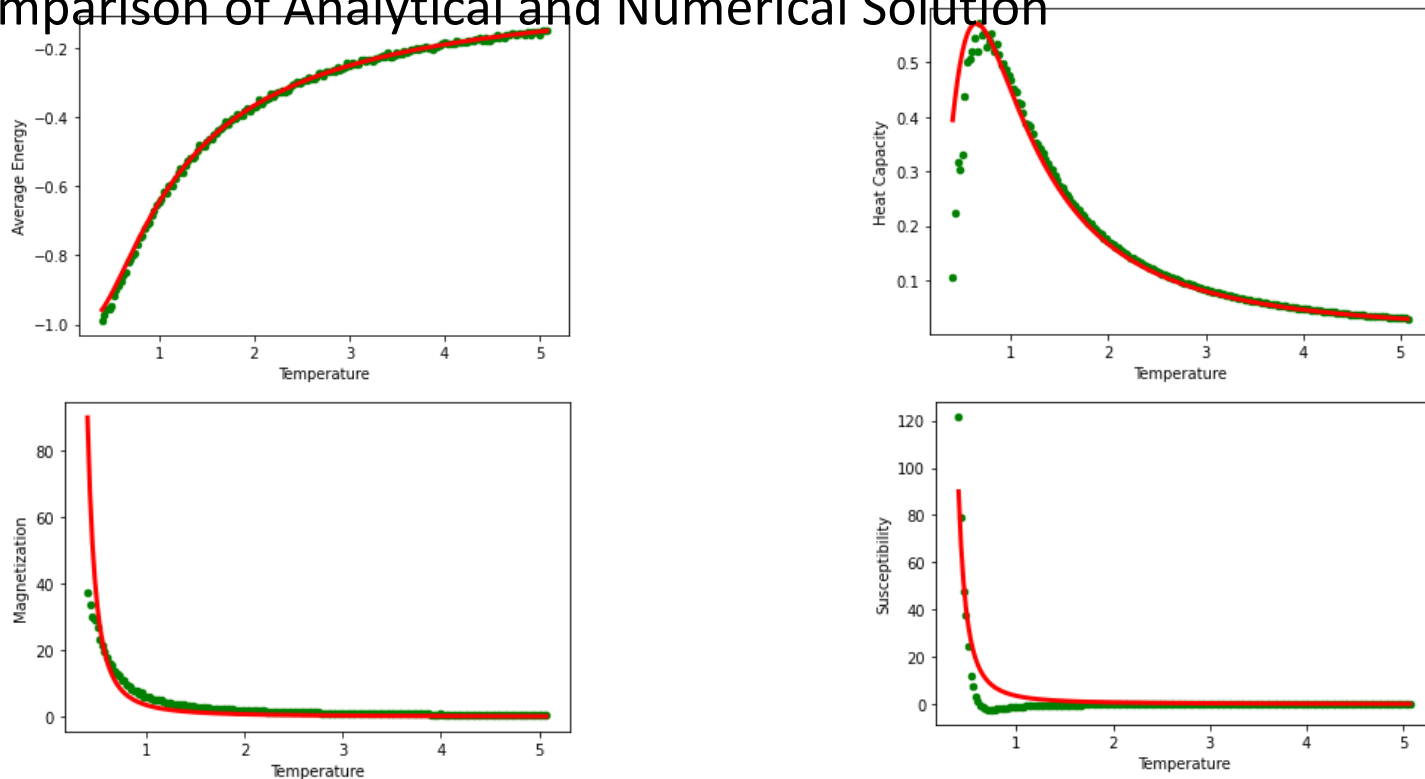 mparison of Analytical and Numerical Solution
−0.2
−0.4
−0.6
−0.8
−1.0
Average Energy
1 2 3 4 5
Temperature
0.5
0.4
0.3
0.2
0.1
Heat Capacity
1 2 3 4 5
Temperature
80
60
40
20
0
Magnetization
1 2 3 4 5
Temperature
120
100
80
60
40
20
0
Susceptibility
1 2 3 4 5
Temperature